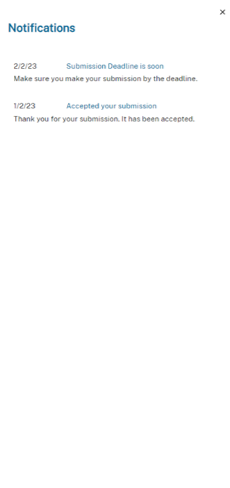 ×
Notifications
2/2/23 Submission Deadline is soon
Make sure you make your submission by the deadline.
1/2/23 Accepted your submission
Thank you for your submission. It has been accepted.